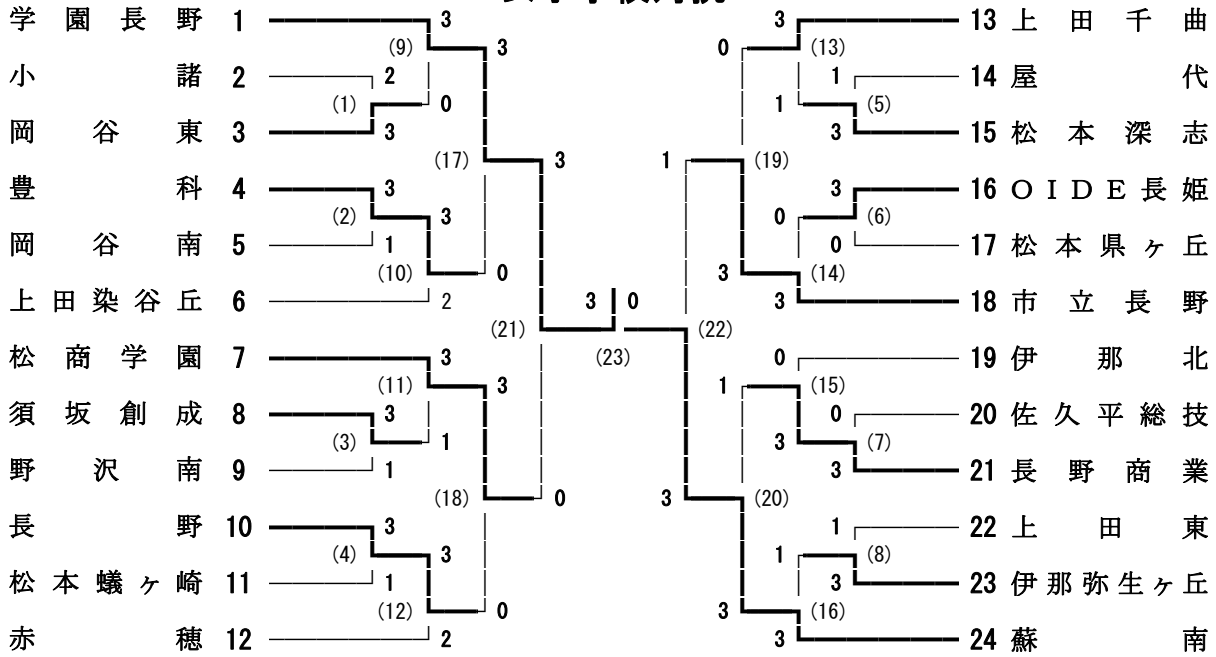 学園長野 1 3 3 13 上田千曲
(9) 3 0 (13)
小諸 2 2 1 14 屋代
(1) 0 1 (5)
岡谷東 3 3 3 15 松本深志
(17) 3 1 (19)
豊科 4 3 3 16 OIDE長姫
(2) 3 0 (6)
岡谷南 5 1 0 17 松本県ヶ丘
(10) 0 3 (14)
上田染谷丘 6 2 3 0 3 18 市立長野
(21) (22)
(23)
松商学園 7 3 0 19 伊那北
(11) 3 1 (15)
須坂創成 8 3 0 20 佐久平総技
(3) 1 3 (7)
野沢南 9 1 3 21 長野商業
(18) 0 3 (20)
長野 10 3 1 22 上田東
(4) 3 1 (8)
松本蟻ヶ崎 11 1 3 23 伊那弥生ヶ丘
(12) 0 3 (16)
赤穂 12 2 3 24 蘇南